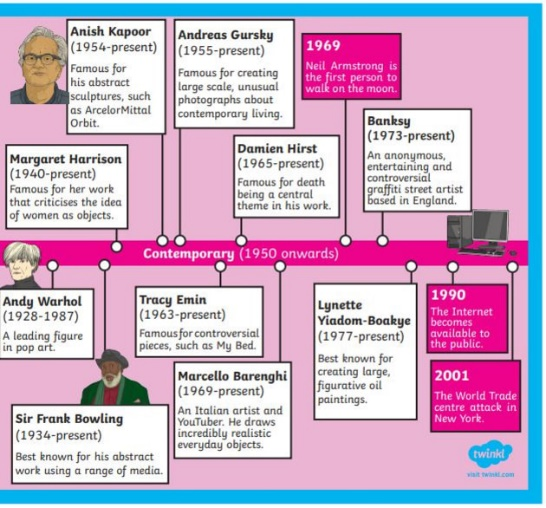 Anish Kapoor
(1954-present)
Famous for
his abstract
sculptures, such
as ArcelorMittal
Orbit.
Andreas Gursky
(1955-present)
Famous for creating
large scale, unusual
photographs about
contemporary living.
1969
Neil Armstrong is
the first person to
walk on the moon.
Banksy
(1973-present)
An anonymous,
entertaining and
controversial
graffiti street artist
based in England.
Margaret Harrison
(1940-present)
Famous for her work
that criticises the idea
of women as objects.
Damien Hirst
(1965-present)
Famous for death
being a central
theme in his work.
Contemporary (1950 onwards)
Andy Warhol
(1928-1987)
A leading figure
in pop art.
Tracy Emin
(1963-present)
Famous for controversial
pieces, such as My Bed.
Lynette
Yiadom-Boakye
(1977-present)
Best known for
creating large,
figurative oil
paintings.
1990
The Internet
becomes
available to
the public.
Marcello Barenghi
(1969-present)
An Italian artist and
YouTuber. He draws
incredibly realistic
everyday objects.
2001
The World Trade
centre attack in
New York.
Sir Frank Bowling
(1934-present)
Best known for his abstract
work using a range of media.
twinkl
visit twinkl.com